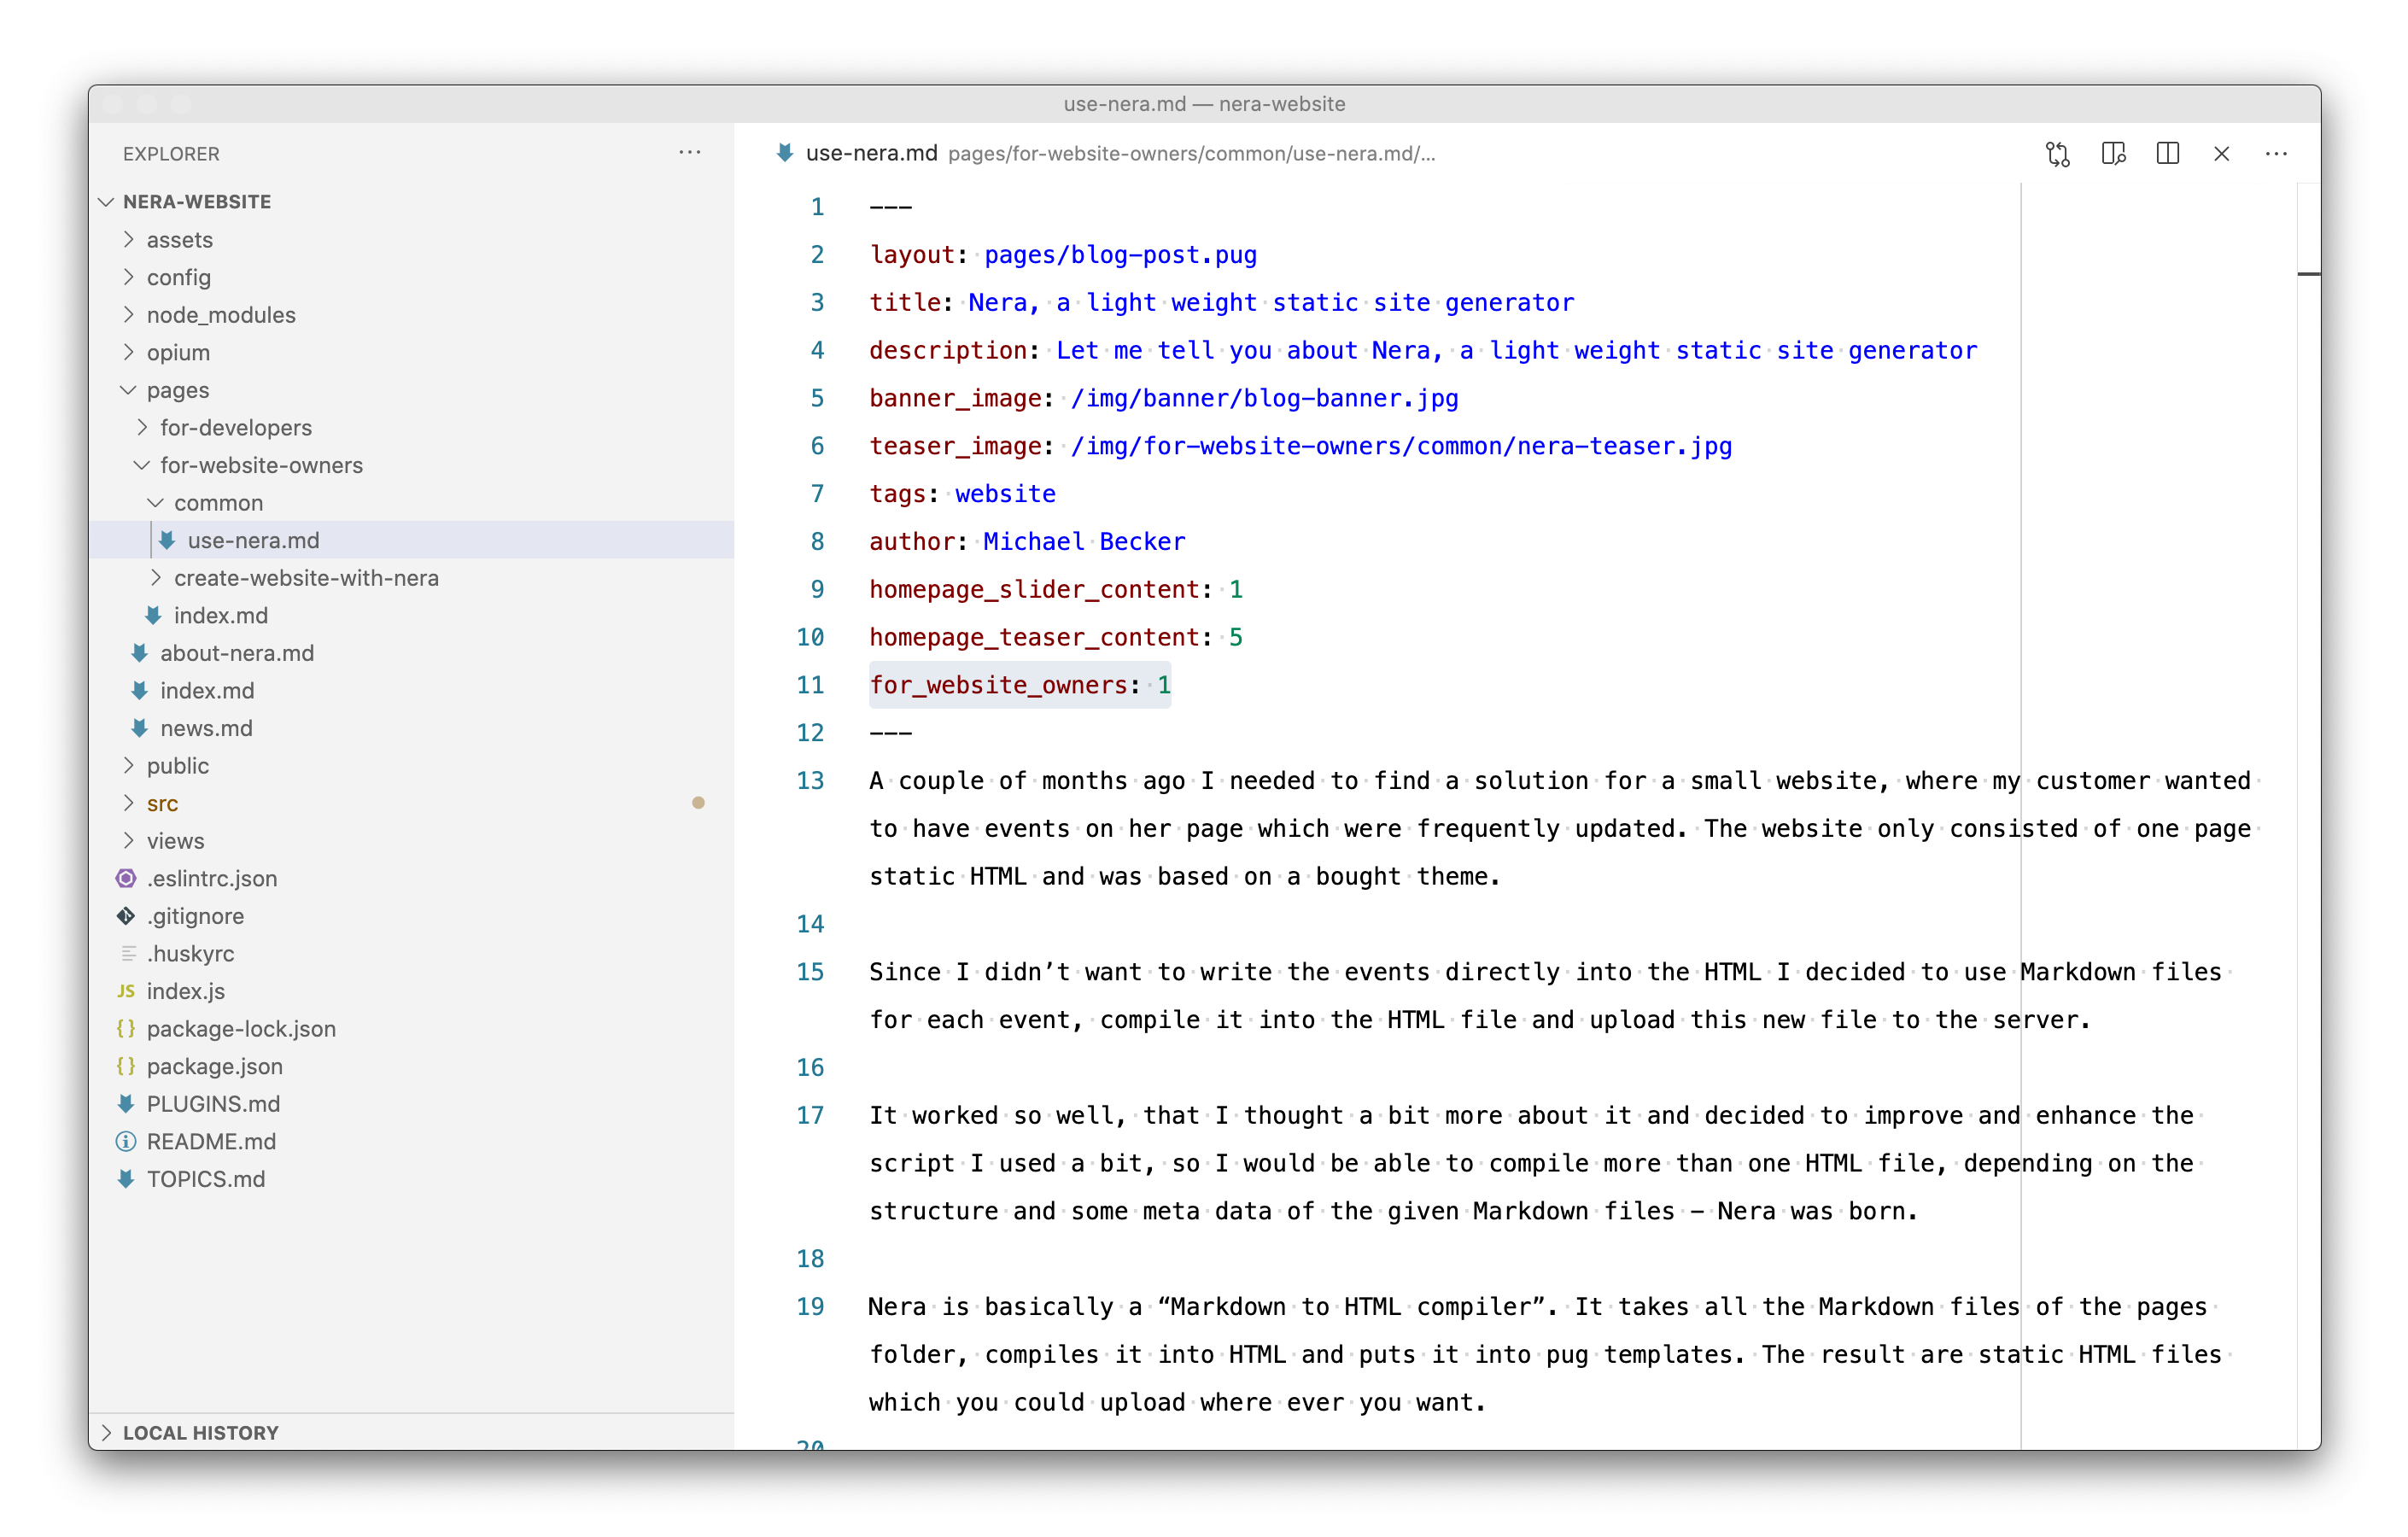 use-nera.md — nera-website
EXPLORER
NERA-WEBSITE
assets
config
node_modules
opium
pages
for-developers
for-website-owners
common
use-nera.md
create-website-with-nera
index.md
about-nera.md
index.md
news.md
public
src
views
.eslintrc.json
.gitignore
.huskyrc
JS index.js
{} package-lock.json
{} package.json
PLUGINS.md
README.md
TOPICS.md
LOCAL HISTORY
use-nera.md pages/for-website-owners/common/use-nera.md/...
1 ---
2 layout: pages/blog-post.pug
3 title: Nera, a light weight static site generator
4 description: Let me tell you about Nera, a light weight static site generator
5 banner_image: /img/banner/blog-banner.jpg
6 teaser_image: /img/for-website-owners/common/nera-teaser.jpg
7 tags: website
8 author: Michael Becker
9 homepage_slider_content: 1
10 homepage_teaser_content: 5
11 for_website_owners: 1
12 ---
13 A couple of months ago I needed to find a solution for a small website, where my customer wanted
to have events on her page which were frequently updated. The website only consisted of one page
static HTML and was based on a bought theme.
14
15 Since I didn’t want to write the events directly into the HTML I decided to use Markdown files
for each event, compile it into the HTML file and upload this new file to the server.
16
17 It worked so well, that I thought a bit more about it and decided to improve and enhance the
script I used a bit, so I would be able to compile more than one HTML file, depending on the
structure and some meta data of the given Markdown files – Nera was born.
18
19 Nera is basically a “Markdown to HTML compiler”. It takes all the Markdown files of the pages
folder, compiles it into HTML and puts it into pug templates. The result are static HTML files
which you could upload where ever you want.
20